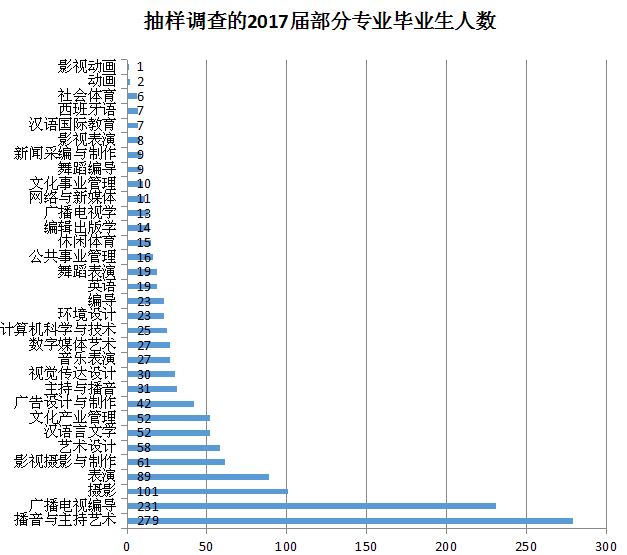 抽样调查的2017届部分专业毕业生人数
影视动画 1
动画 2
社会体育 6
西班牙语 7
汉语国际教育 7
影视表演 8
新闻采编与制作 9
舞蹈编导 9
文化事业管理 10
网络与新媒体 11
广播电视学 13
编辑出版学 14
休闲体育 15
公共事业管理 16
舞蹈表演 19
英语 19
编导 23
环境设计 23
计算机科学与技术 25
数字媒体艺术 27
音乐表演 27
视觉传达设计 30
主持与播音 31
广告设计与制作 42
文化产业管理 52
汉语言文学 52
艺术设计 58
影视摄影与制作 61
表演 89
摄影 101
广播电视编导 231
播音与主持艺术 279
0 50 100 150 200 250 300